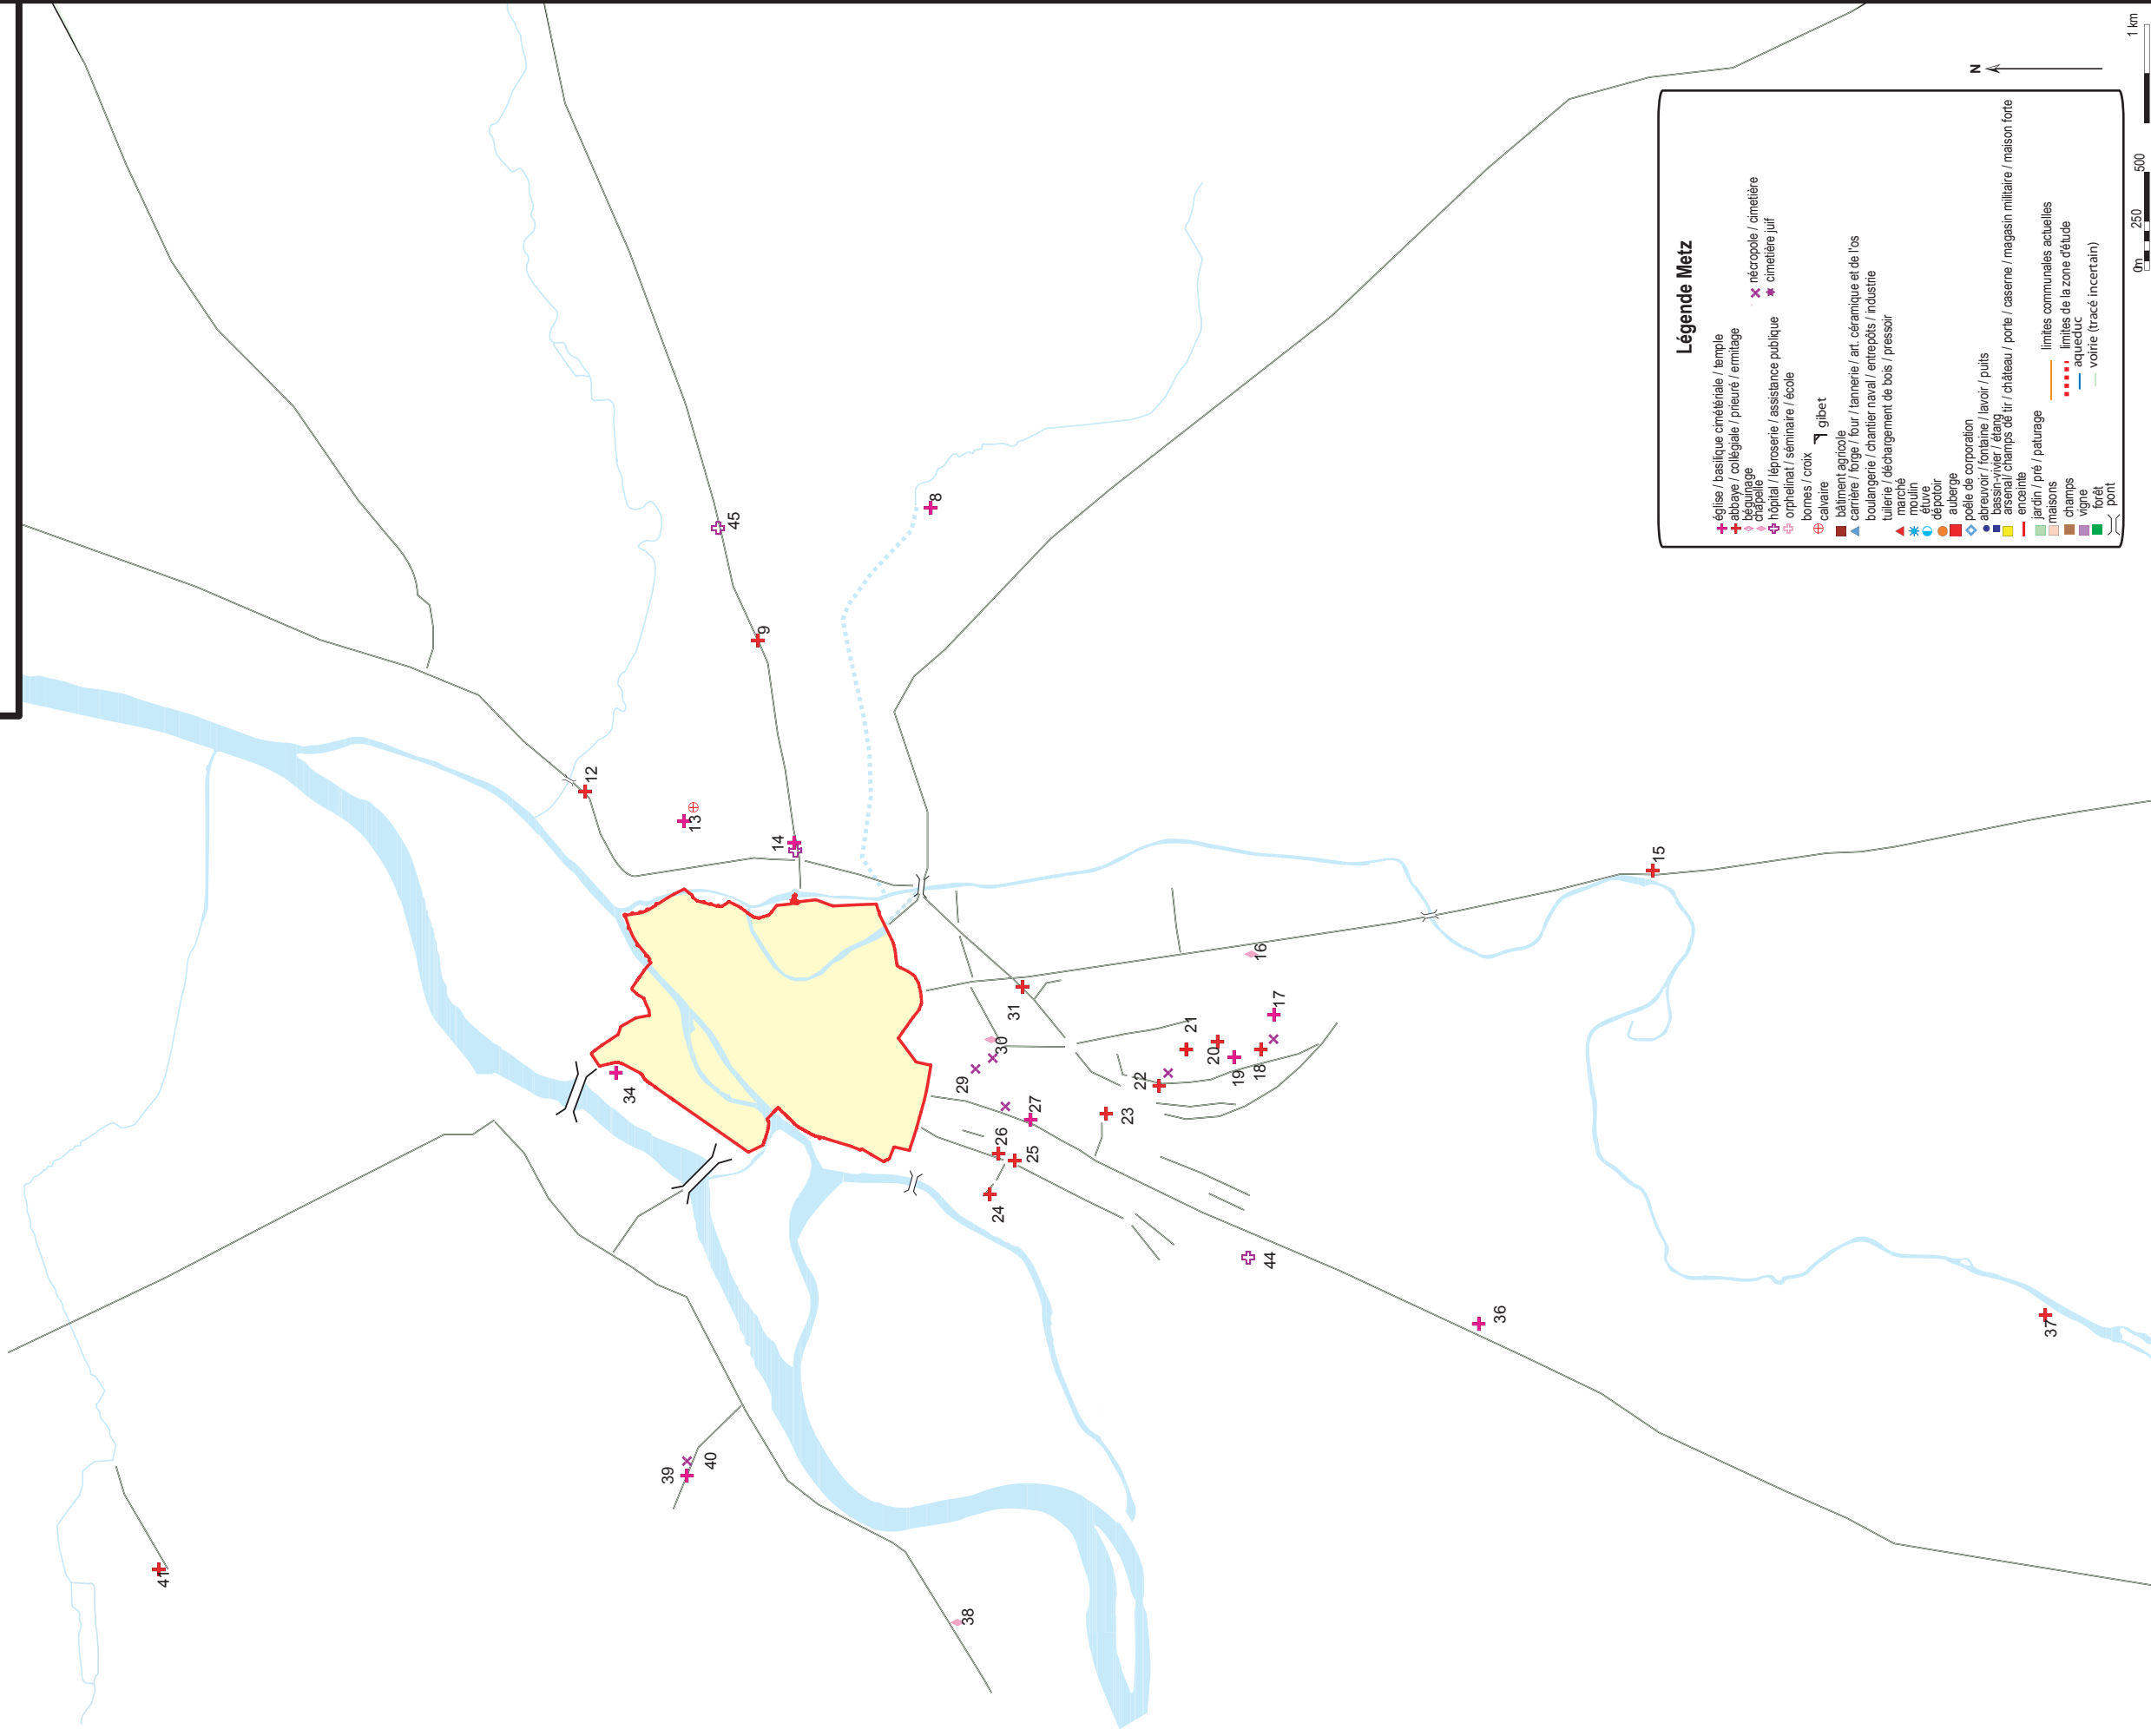 Légende Metz
église / basilique cimétériale / temple
abbaye / collégiale / prieuré / ermitage
béguinage
chapelle
hôpital / léproserie / assistance publique
orphelinat / séminaire / école
nécropole / cimetière
cimetière juif
bornes / croix
gibet
calvaire
bâtiment agricole
carrière / forge / four / tannerie / art. céramique et de l'os
boulangerie / chantier naval / entrepôts / industrie
tuilerie / déchargement de bois / pressoir
marché
moulin
étuve
dépotoir
auberge
poêle de corporation
abreuvoir / fontaine / lavoir / puits
bassin-vivier / étang
arsenal / champs de tir / château / porte / caserne / magasin militaire / maison forte
enceinte
jardin / pré / paturage
maisons
champs
vigne
forêt
pont
limites communales actuelles
limites de la zone d'étude
aqueduc
voirie (tracé incertain)
N
0m 250 500 1 km
45
8
9
12
13
14
15
16
17
31
30
29
21
20
19
18
22
23
27
26
25
24
34
44
36
37
39
40
38
41